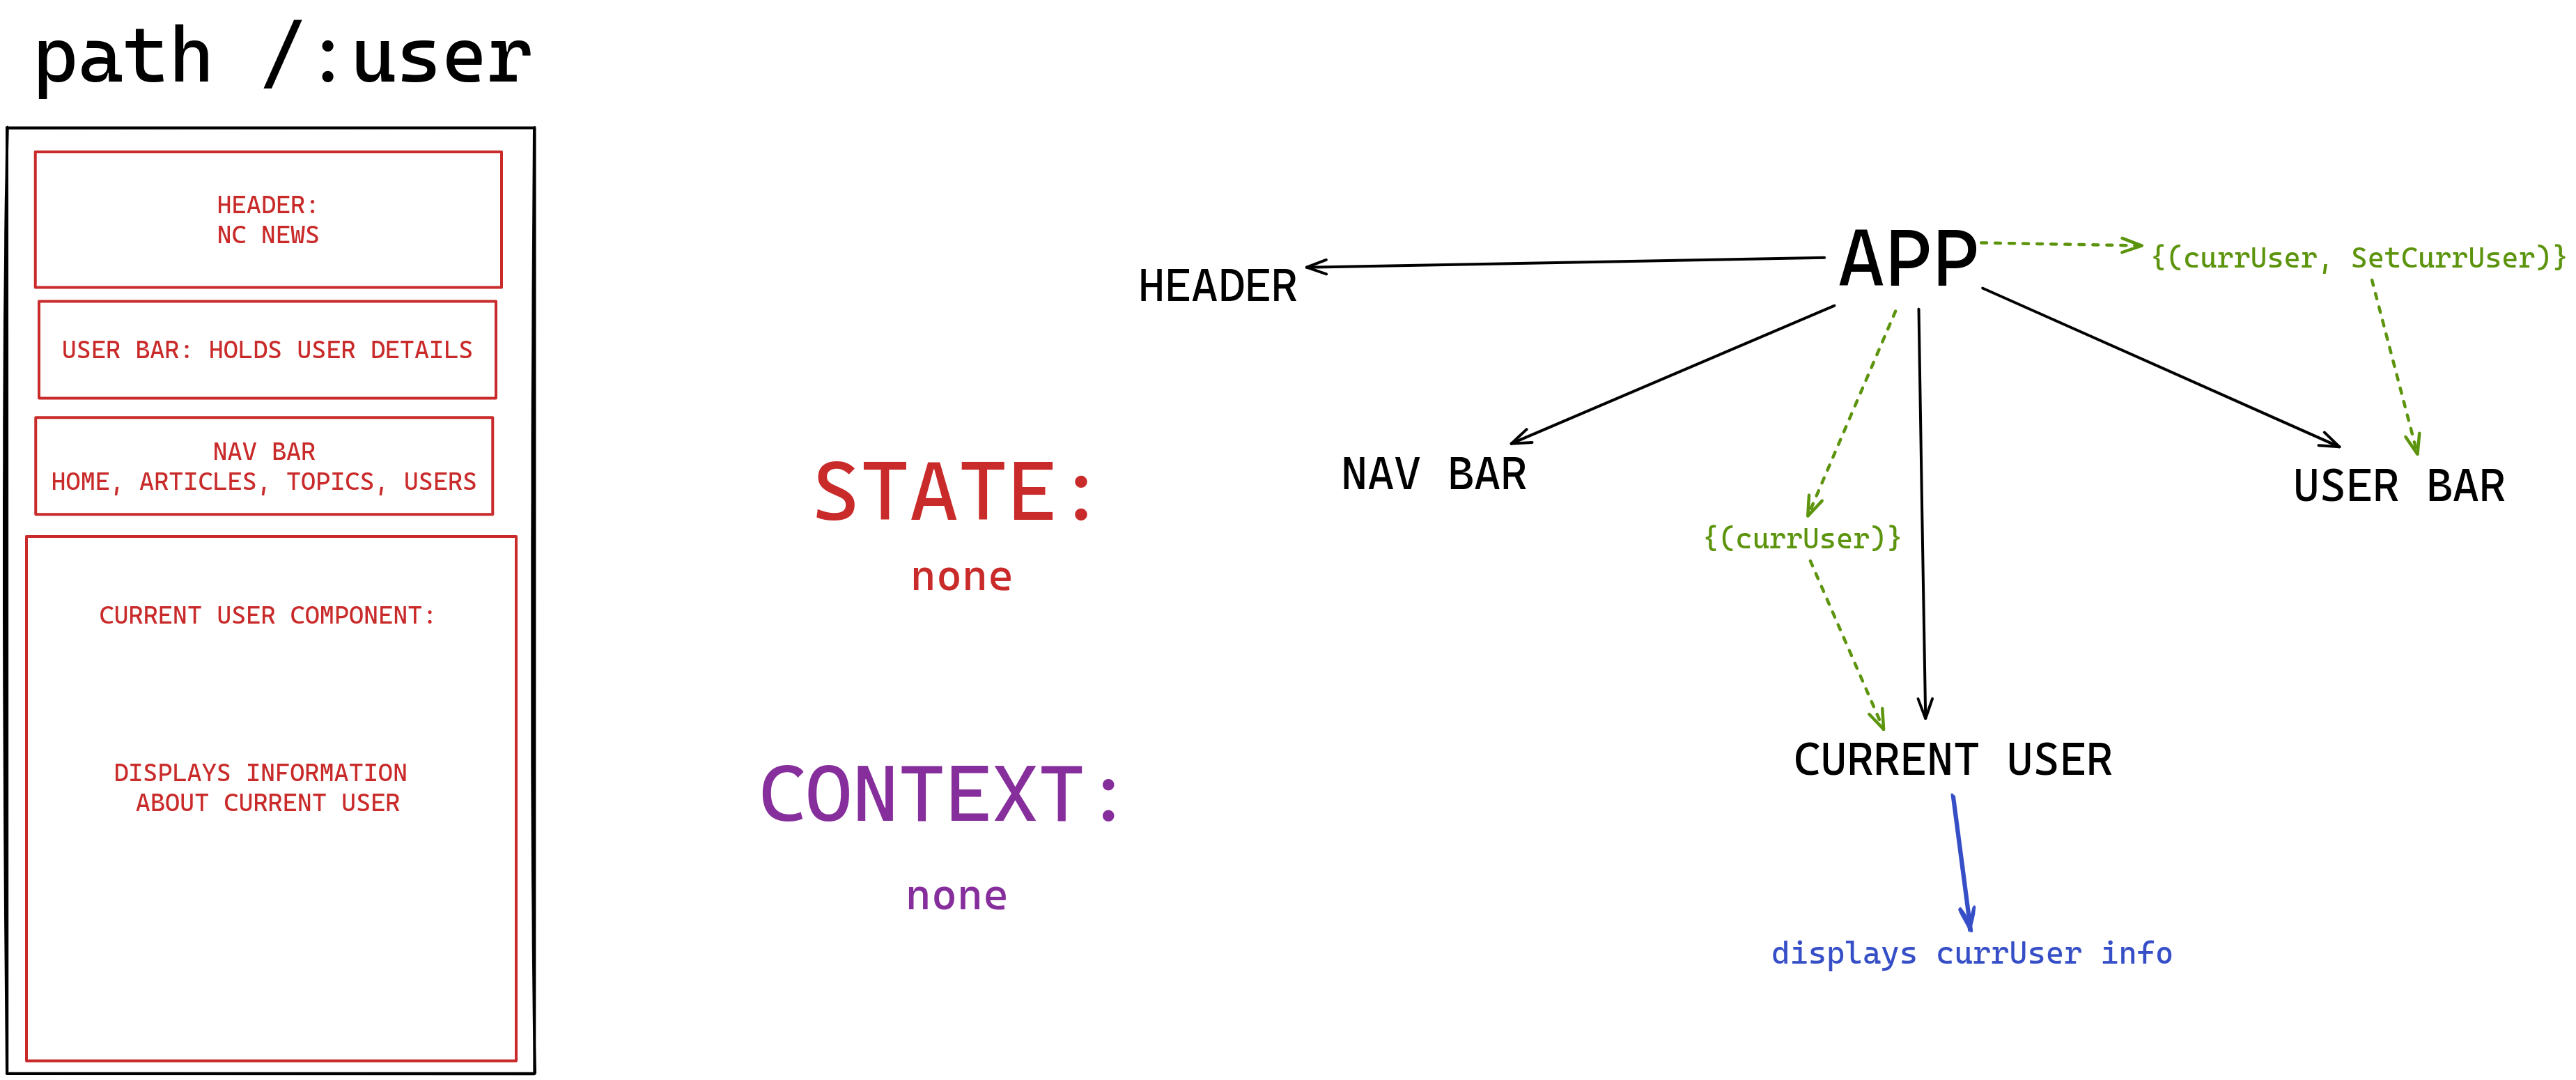 path /:user
HEADER:
NC NEWS
USER BAR: HOLDS USER DETAILS
NAV BAR
HOME, ARTICLES, TOPICS, USERS
CURRENT USER COMPONENT:
DISPLAYS INFORMATION
ABOUT CURRENT USER
STATE:
none
CONTEXT:
none
APP
{(currUser, SetCurrUser)}
HEADER
NAV BAR
USER BAR
{(currUser)}
CURRENT USER
displays currUser info